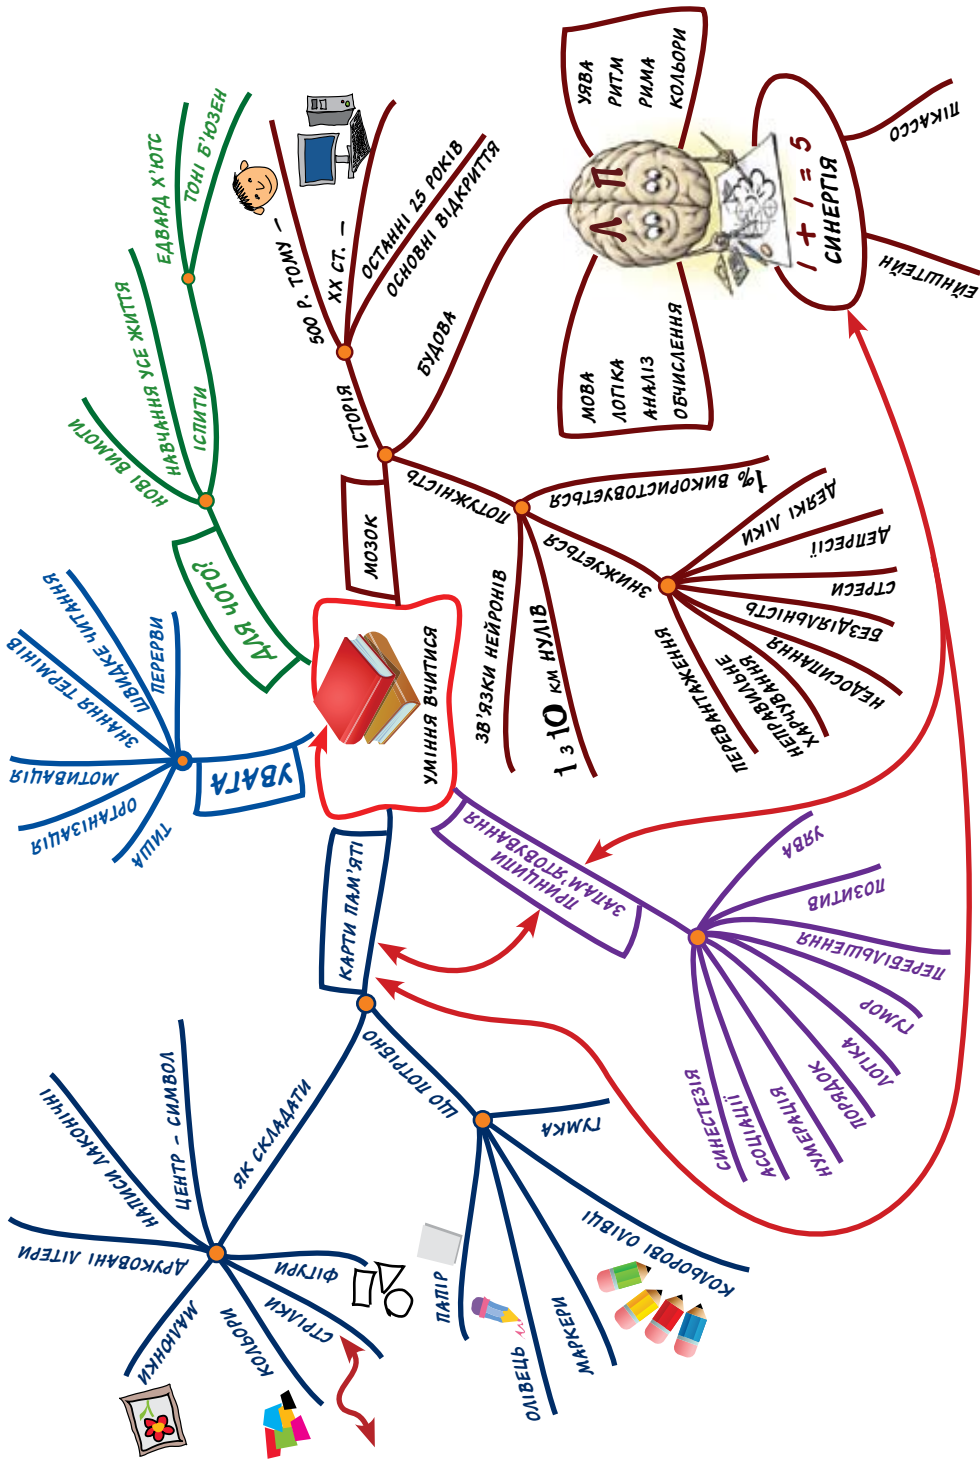 УМІННЯ ВЧИТИСЯ
МОЗОК
ІСТОРІЯ
500 Р. ТОМУ –
ХХ СТ. –
ОСТАННІ 25 РОКІВ
ОСНОВНІ ВІДКРИТТЯ
БУДОВА
Л П
УЯВА
РИТМ
РИМА
КОЛЬОРИ
МОВА
ЛОГІКА
АНАЛІЗ
ОБЧИСЛЕННЯ
1 + 1 = 5
СИНЕРГІЯ
ПІКАССО
ЕЙНШТЕЙН
ПОТУЖНІСТЬ
1% ВИКОРИСТОВУЄТЬСЯ
ЗНИЖУЄТЬСЯ
ДЕЯКІ ЛІКИ
ДЕПРЕСІЇ
СТРЕСИ
БЕЗДІЯЛЬНІСТЬ
НЕДОСИПАННЯ
НЕПРАВИЛЬНЕ
ХАРЧУВАННЯ
ПЕРЕВАНТАЖЕННЯ
ЗВ'ЯЗКИ НЕЙРОНІВ
1 З 10 КМ НУЛІВ
ПРИНЦИПИ
ЗАПАМ'ЯТОВУВАННЯ
УЯВА
ПОЗИТИВ
ПЕРЕБІЛЬШЕННЯ
ГУМОР
ЛОГІКА
ПОРЯДОК
НУМЕРАЦІЯ
АСОЦІАЦІЇ
СИНЕСТЕЗІЯ
КАРТИ ПАМ'ЯТІ
ЩО ПОТРІБНО
ГУМКА
КОЛЬОРОВІ ОЛІВЦІ
МАРКЕРИ
ОЛІВЕЦЬ
ПАПІР
ЯК СКЛАДАТИ
ФІГУРИ
СТРІЛКИ
КОЛЬОРИ
МАЛЮНКИ
ДРУКОВАНІ ЛІТЕРИ
НАПИСИ ЛАКОНІЧНІ
ЦЕНТР – СИМВОЛ
УВАГА
ТИША
ОРГАНІЗАЦІЯ
МОТИВАЦІЯ
ЗНАННЯ ТЕРМІНІВ
ШВИДКЕ ЧИТАННЯ
ПЕРЕРВИ
ДЛЯ ЧОГО?
НОВІ ВИМОГИ
НАВЧАННЯ УСЕ ЖИТТЯ
ІСПИТИ
ЕДВАРД Х'ЮГС
ТОНІ Б'ЮЗЕН